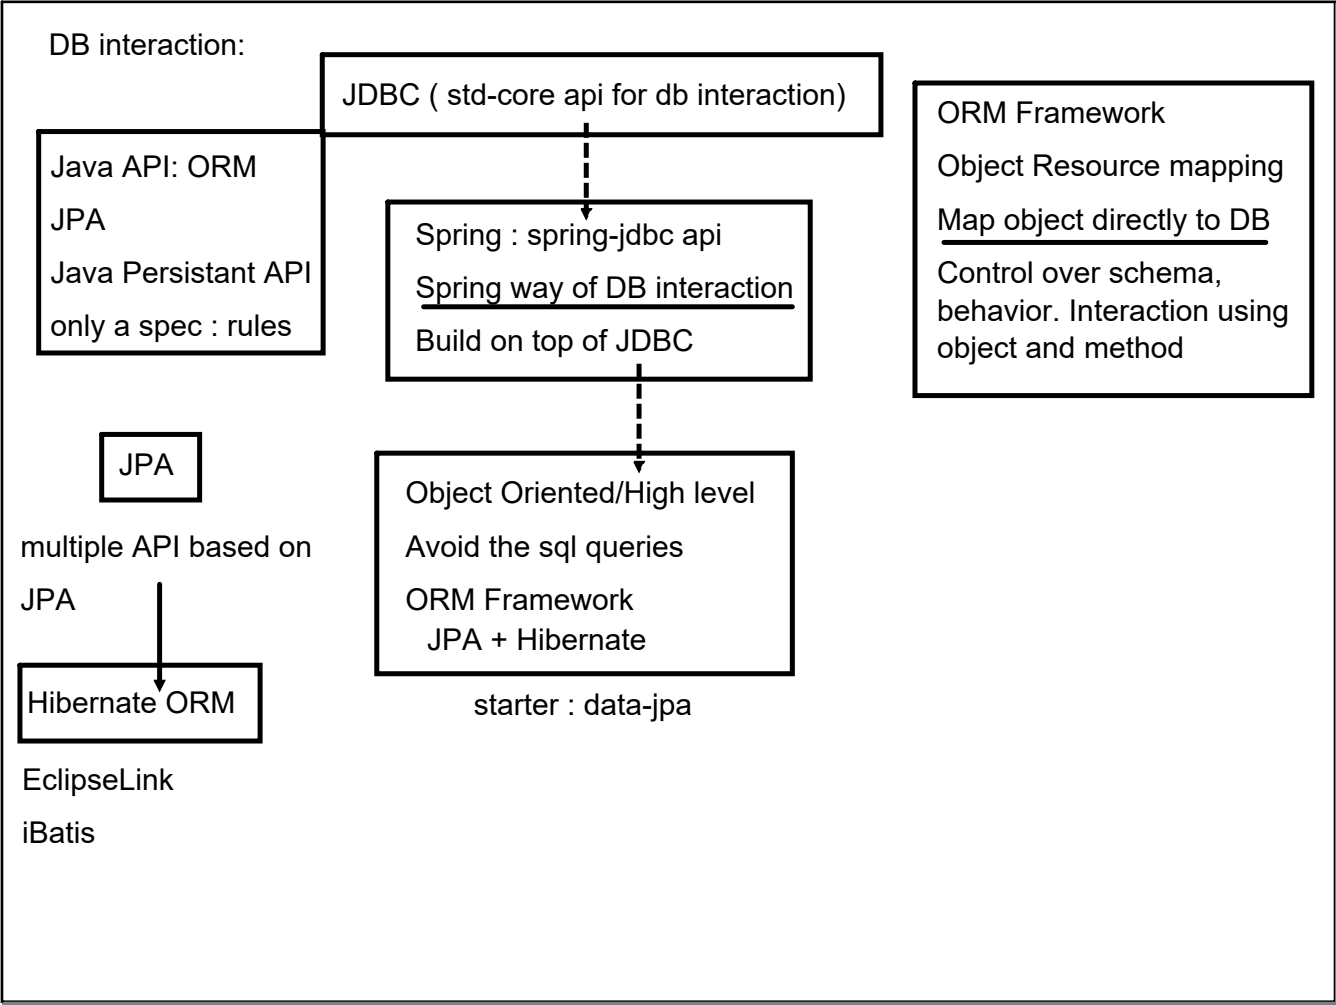 DB interaction:
JDBC ( std-core api for db interaction)
Java API: ORM
JPA
Java Persistant API
only a spec : rules
Spring : spring-jdbc api
Spring way of DB interaction
Build on top of JDBC
ORM Framework
Object Resource mapping
Map object directly to DB
Control over schema,
behavior. Interaction using
object and method
JPA
multiple API based on
JPA
Hibernate ORM
EclipseLink
iBatis
Object Oriented/High level
Avoid the sql queries
ORM Framework
JPA + Hibernate
starter : data-jpa